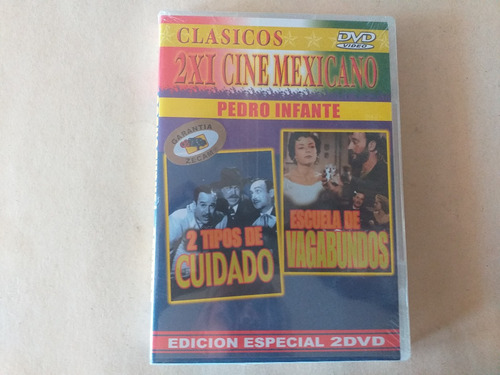 CLASICOS
DVD
VIDEO
2X1 CINE MEXICANO
PEDRO INFANTE
GARANTIA
ZECARY
2 TIPOS DE
CUIDADO
ESCUELA DE
VAGABUNDOS
EDICION ESPECIAL 2DVD